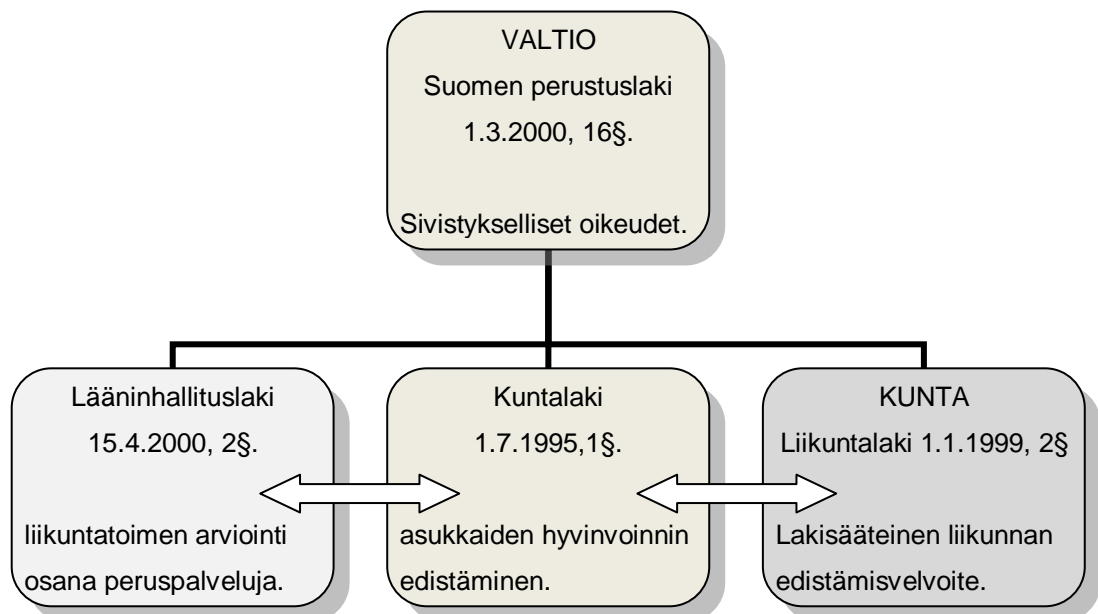 VALTIO
Suomen perustuslaki
1.3.2000, 16§.
Sivistykselliset oikeudet.
Lääninhallituslaki
15.4.2000, 2§.
liikuntatoimen arviointi
osana peruspalveluja.
Kuntalaki
1.7.1995,1§.
asukkaiden hyvinvoinnin
edistäminen.
KUNTA
Liikuntalaki 1.1.1999, 2§
Lakisääteinen liikunnan
edistämisvelvoite.